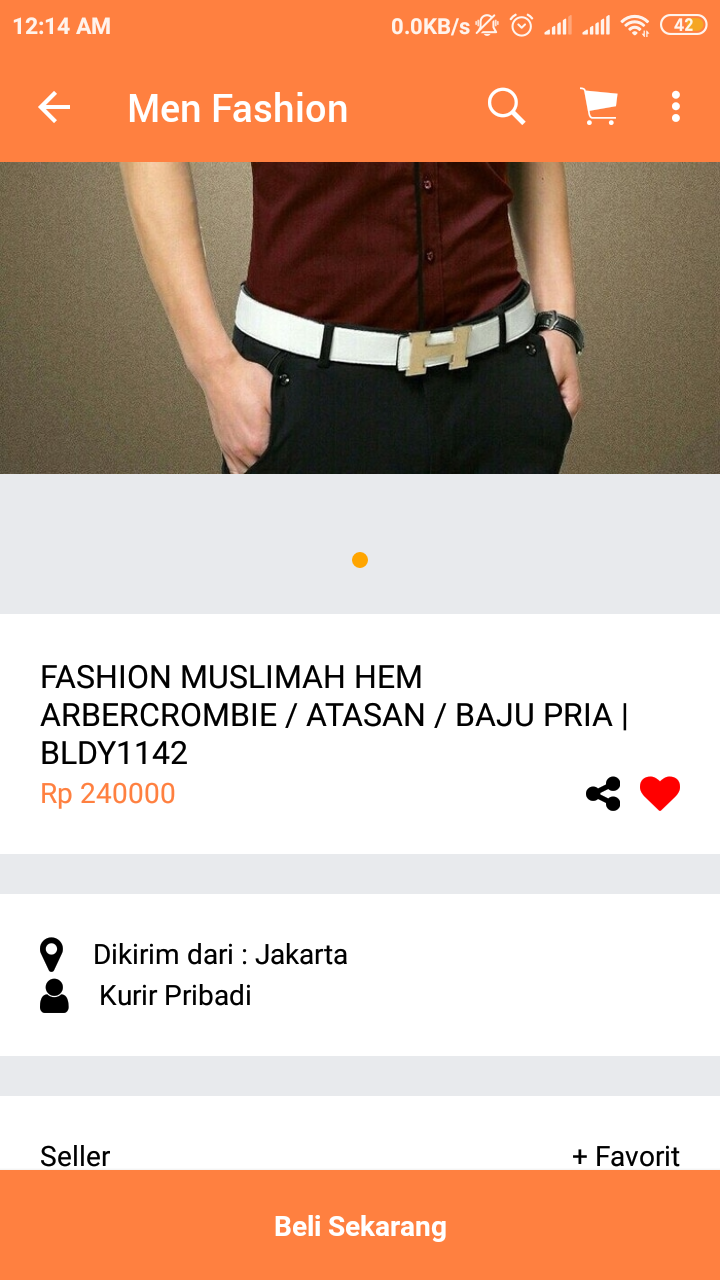 12:14 AM 0.0KB/s 42
Men Fashion
H
FASHION MUSLIMAH HEM
ARBERCROMBIE / ATASAN / BAJU PRIA |
BLDY1142
Rp 240000
Dikirim dari : Jakarta
Kurir Pribadi
Seller + Favorit
Beli Sekarang